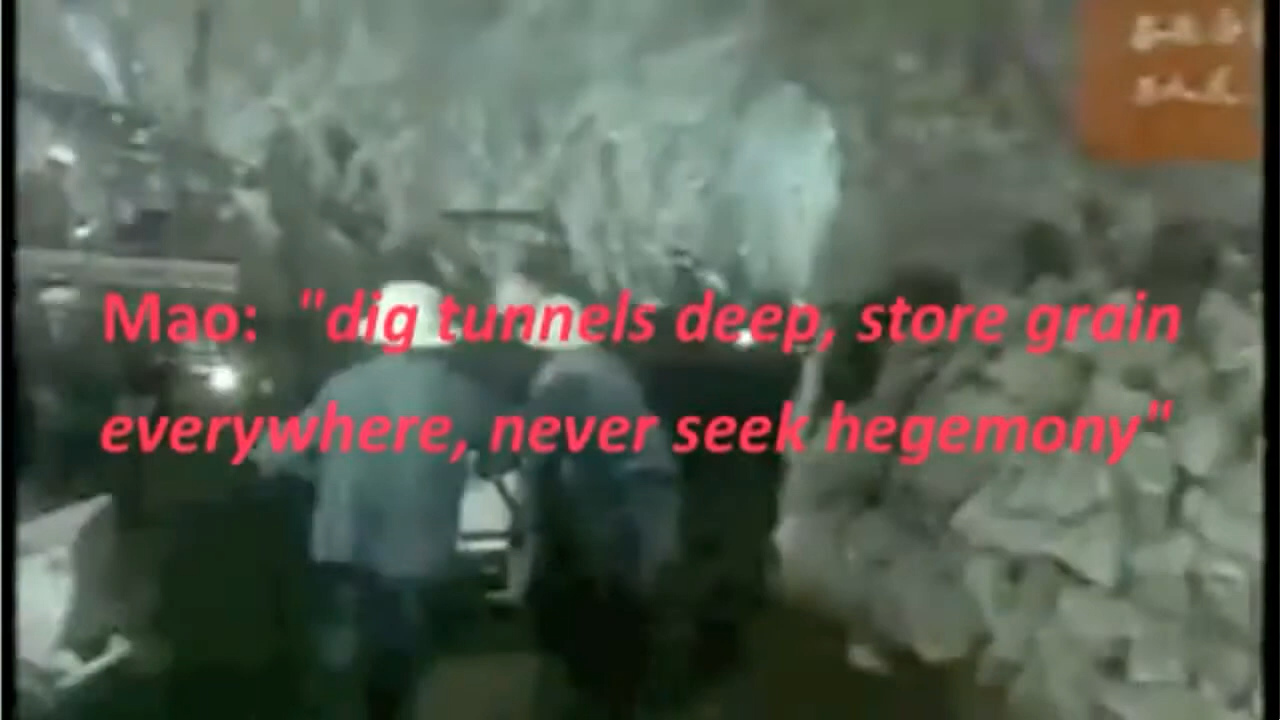 Mao: "dig tunnels deep, store grain
everywhere, never seek hegemony"